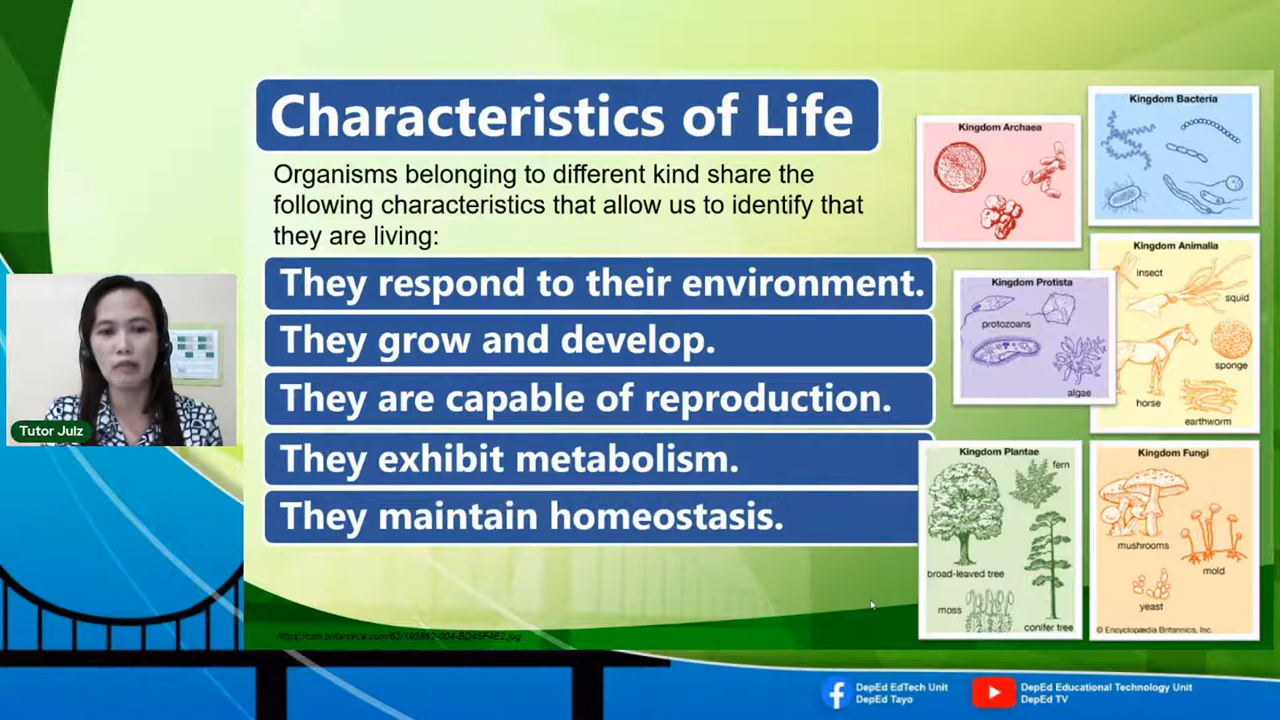 Characteristics of Life
Organisms belonging to different kind share the
following characteristics that allow us to identify that
they are living:
They respond to their environment.
They grow and develop.
They are capable of reproduction.
They exhibit metabolism.
They maintain homeostasis.
Kingdom Archaea
Kingdom Bacteria
Kingdom Protista
protozoans
algae
Kingdom Animalia
insect
squid
sponge
horse
earthworm
Kingdom Plantae
fern
broad-leaved tree
moss
conifer tree
Kingdom Fungi
mushrooms
mold
yeast
© Encyclopædia Britannica, Inc.
Tutor Julz
DepEd EdTech Unit
DepEd Tayo
DepEd Educational Technology Unit
DepEd TV